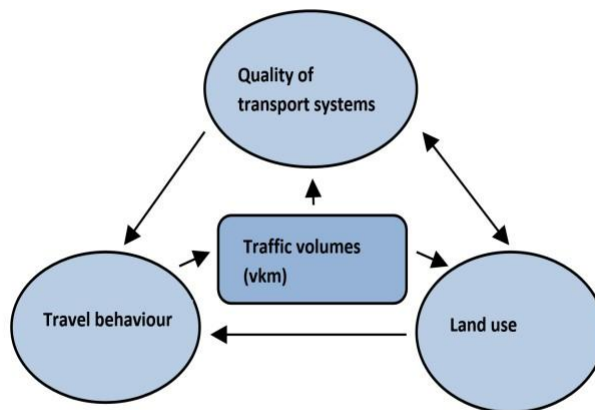 Quality of
transport systems
Traffic volumes
(vkm)
Travel behaviour
Land use